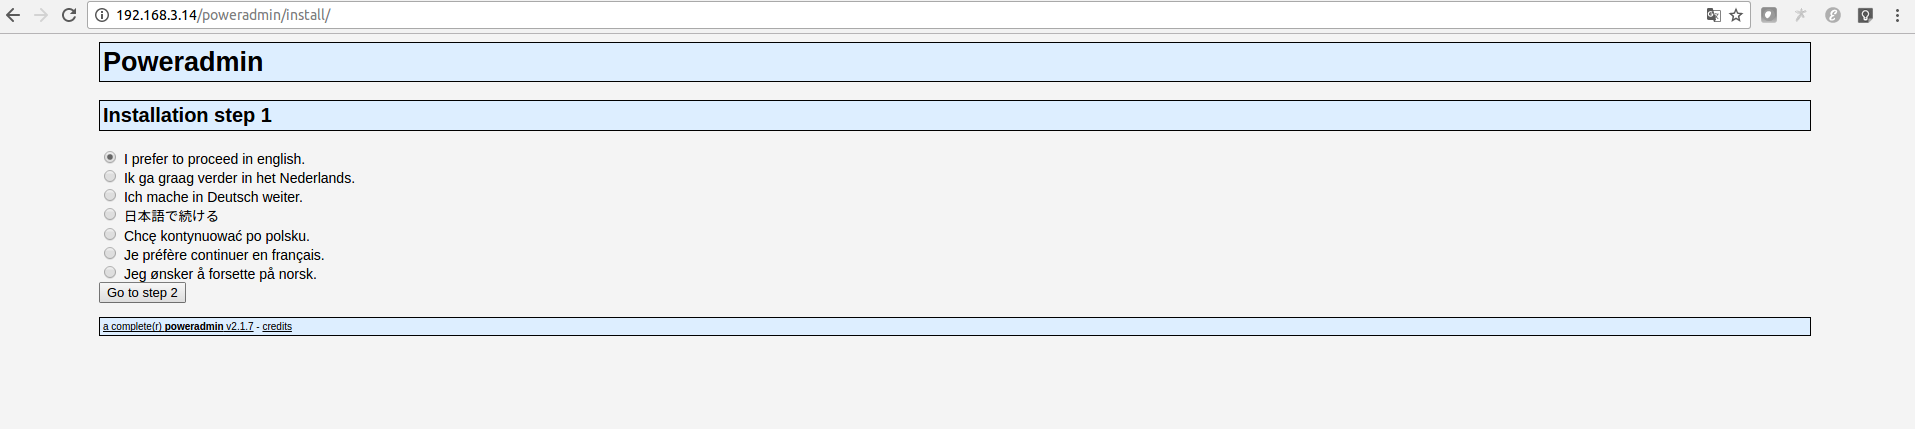 192.168.3.14/poweradmin/install/
Poweradmin
Installation step 1
I prefer to proceed in english.
Ik ga graag verder in het Nederlands.
Ich mache in Deutsch weiter.
日本語で続ける
Chcę kontynuować po polsku.
Je préfère continuer en français.
Jeg ønsker å forsette på norsk.
Go to step 2
a complete(r) poweradmin v2.1.7 - credits